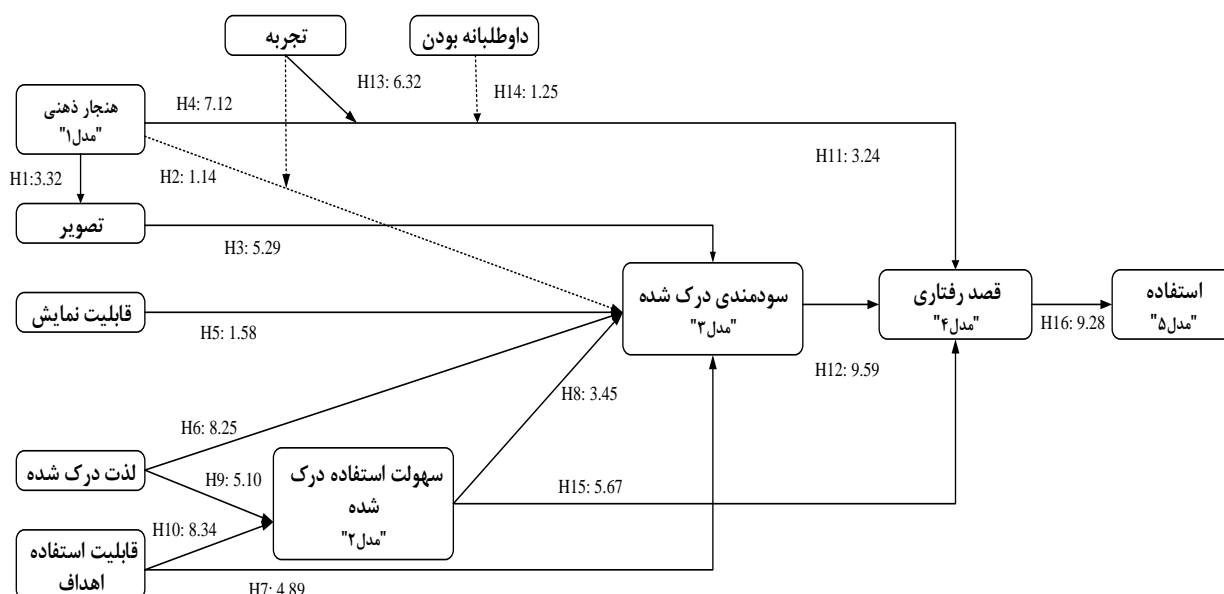 تجربه
داوطلبانه بودن
H13: 6.32
H14: 1.25
هنجار ذهنی
"مدل۱"
H4: 7.12
H11: 3.24
H1:3.32
H2: 1.14
تصویر
H3: 5.29
قابلیت نمایش
H5: 1.58
سودمندی درک شده
"مدل۳"
قصد رفتاری
"مدل۴"
استفاده
"مدل۵"
H16: 9.28
H12: 9.59
H8: 3.45
H6: 8.25
لذت درک شده
H9: 5.10
سهولت استفاده درک
شده
"مدل۲"
H15: 5.67
H10: 8.34
قابلیت استفاده
اهداف
H7: 4.89